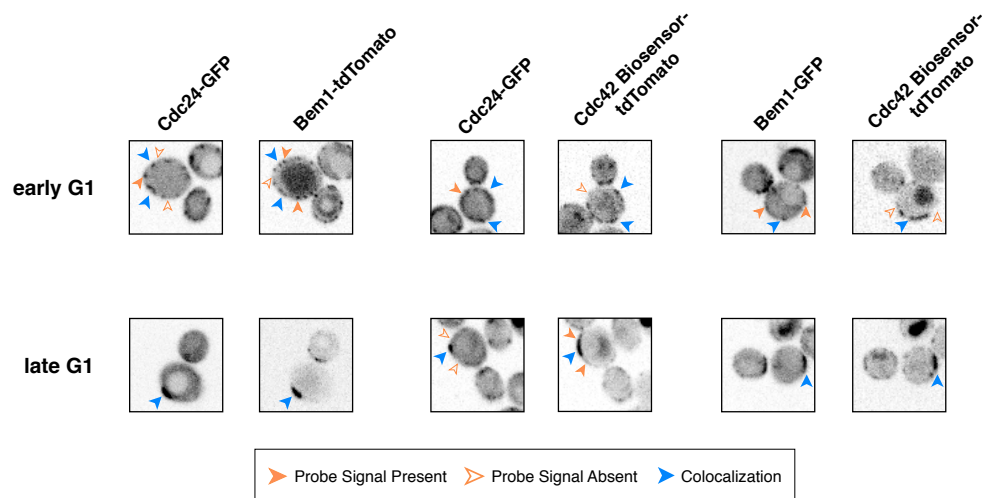 Cdc24-GFP
Bem1-tdTomato
Cdc24-GFP
Cdc42 Biosensor-
tdTomato
Bem1-GFP
Cdc42 Biosensor-
tdTomato
early G1
late G1
Probe Signal Present
Probe Signal Absent
Colocalization